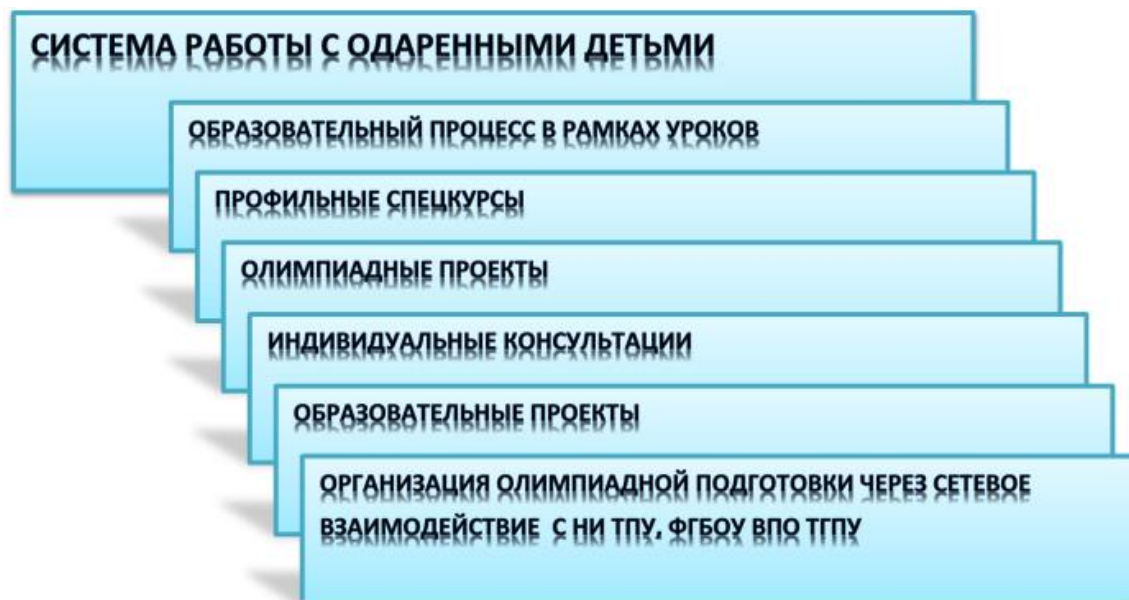 СИСТЕМА РАБОТЫ С ОДАРЕННЫМИ ДЕТЬМИ
ОБРАЗОВАТЕЛЬНЫЙ ПРОЦЕСС В РАМКАХ УРОКОВ
ПРОФИЛЬНЫЕ СПЕЦКУРСЫ
ОЛИМПИАДНЫЕ ПРОЕКТЫ
ИНДИВИДУАЛЬНЫЕ КОНСУЛЬТАЦИИ
ОБРАЗОВАТЕЛЬНЫЕ ПРОЕКТЫ
ОРГАНИЗАЦИЯ ОЛИМПИАДНОЙ ПОДГОТОВКИ ЧЕРЕЗ СЕТЕВОЕ
ВЗАИМОДЕЙСТВИЕ С НИ ТПУ, ФГБОУ ВПО ТГПУ